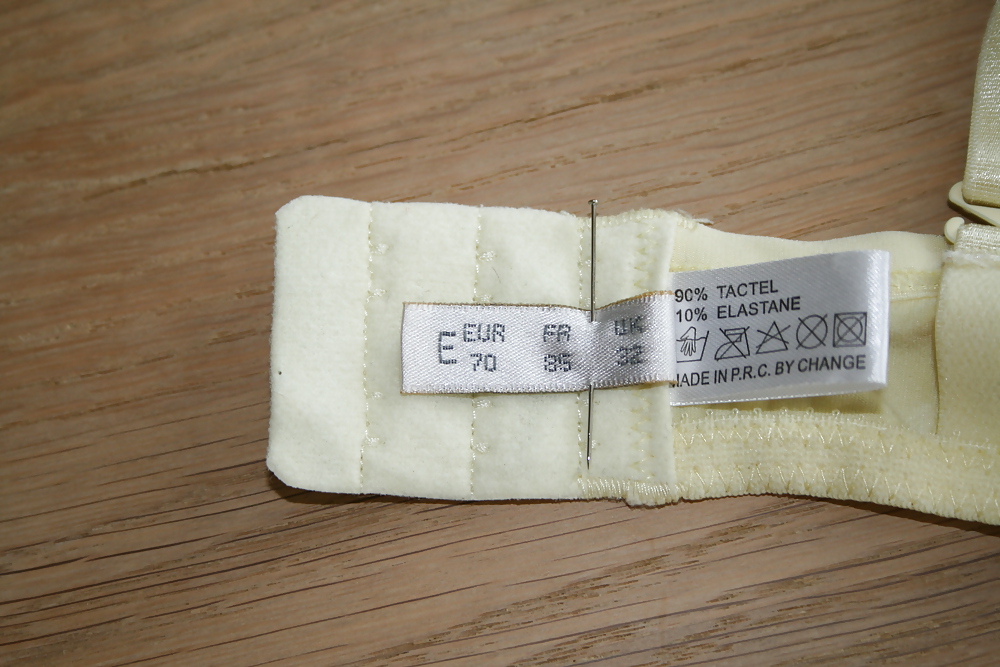 E EUR FR UK
70 85 32
90% TACTEL
10% ELASTANE
MADE IN P.R.C. BY CHANGE